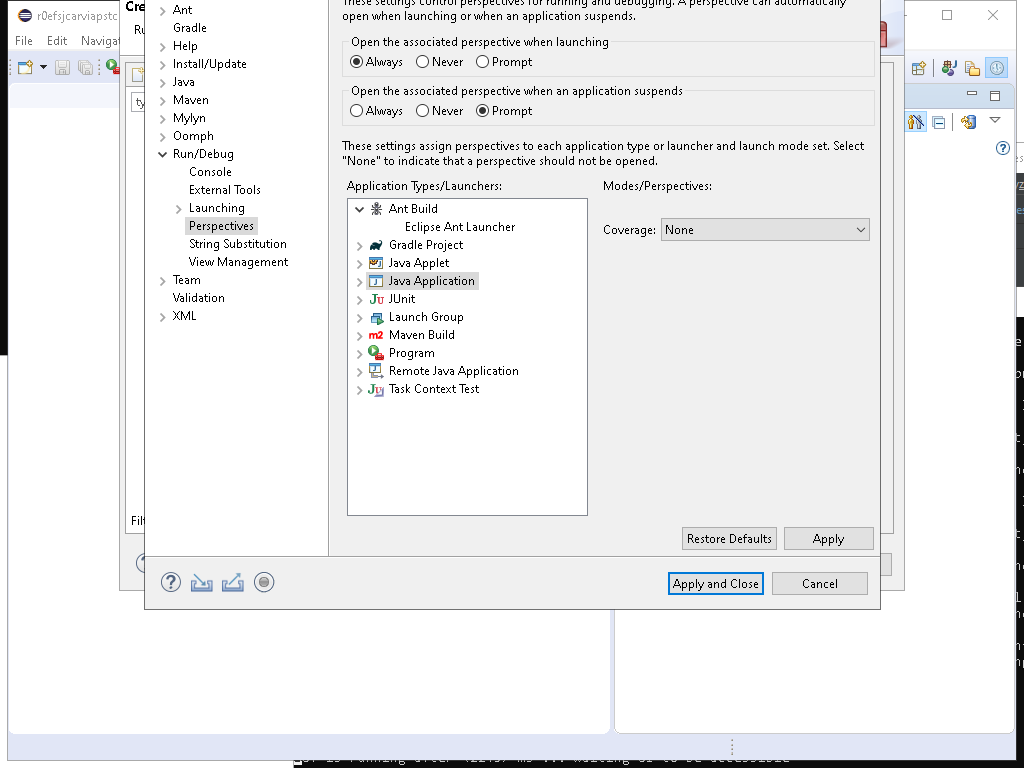 r0efsjcarviapstc
File Edit Navigat
Cre
Ru
ty
Filt
Ant
Gradle
Help
Install/Update
Java
Maven
Mylyn
Oomph
Run/Debug
Console
External Tools
Launching
Perspectives
String Substitution
View Management
Team
Validation
XML
These settings control perspectives for running and debugging. A perspective can automatically
open when launching or when an application suspends.
Open the associated perspective when launching
Always Never Prompt
Open the associated perspective when an application suspends
Always Never Prompt
These settings assign perspectives to each application type or launcher and launch mode set. Select
"None" to indicate that a perspective should not be opened.
Application Types/Launchers:
Modes/Perspectives:
Ant Build
Eclipse Ant Launcher
Gradle Project
Java Applet
Java Application
JUnit
Launch Group
Maven Build
Program
Remote Java Application
Task Context Test
Coverage: None
Restore Defaults Apply
Apply and Close Cancel